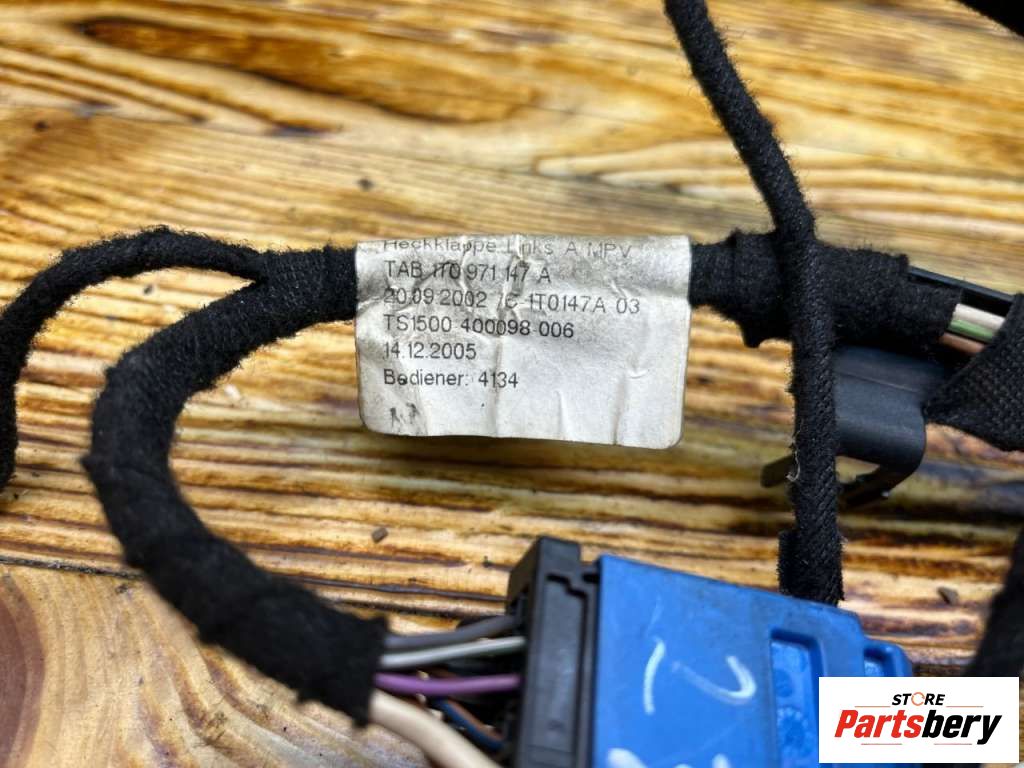 Heckklappe Links A MPV
TAB 1T0 971 147 A
20.09.2002 /C-1T0147A 03
TS1500 400098 006
14.12.2005
Bediener: 4134
STORE
Partsbery